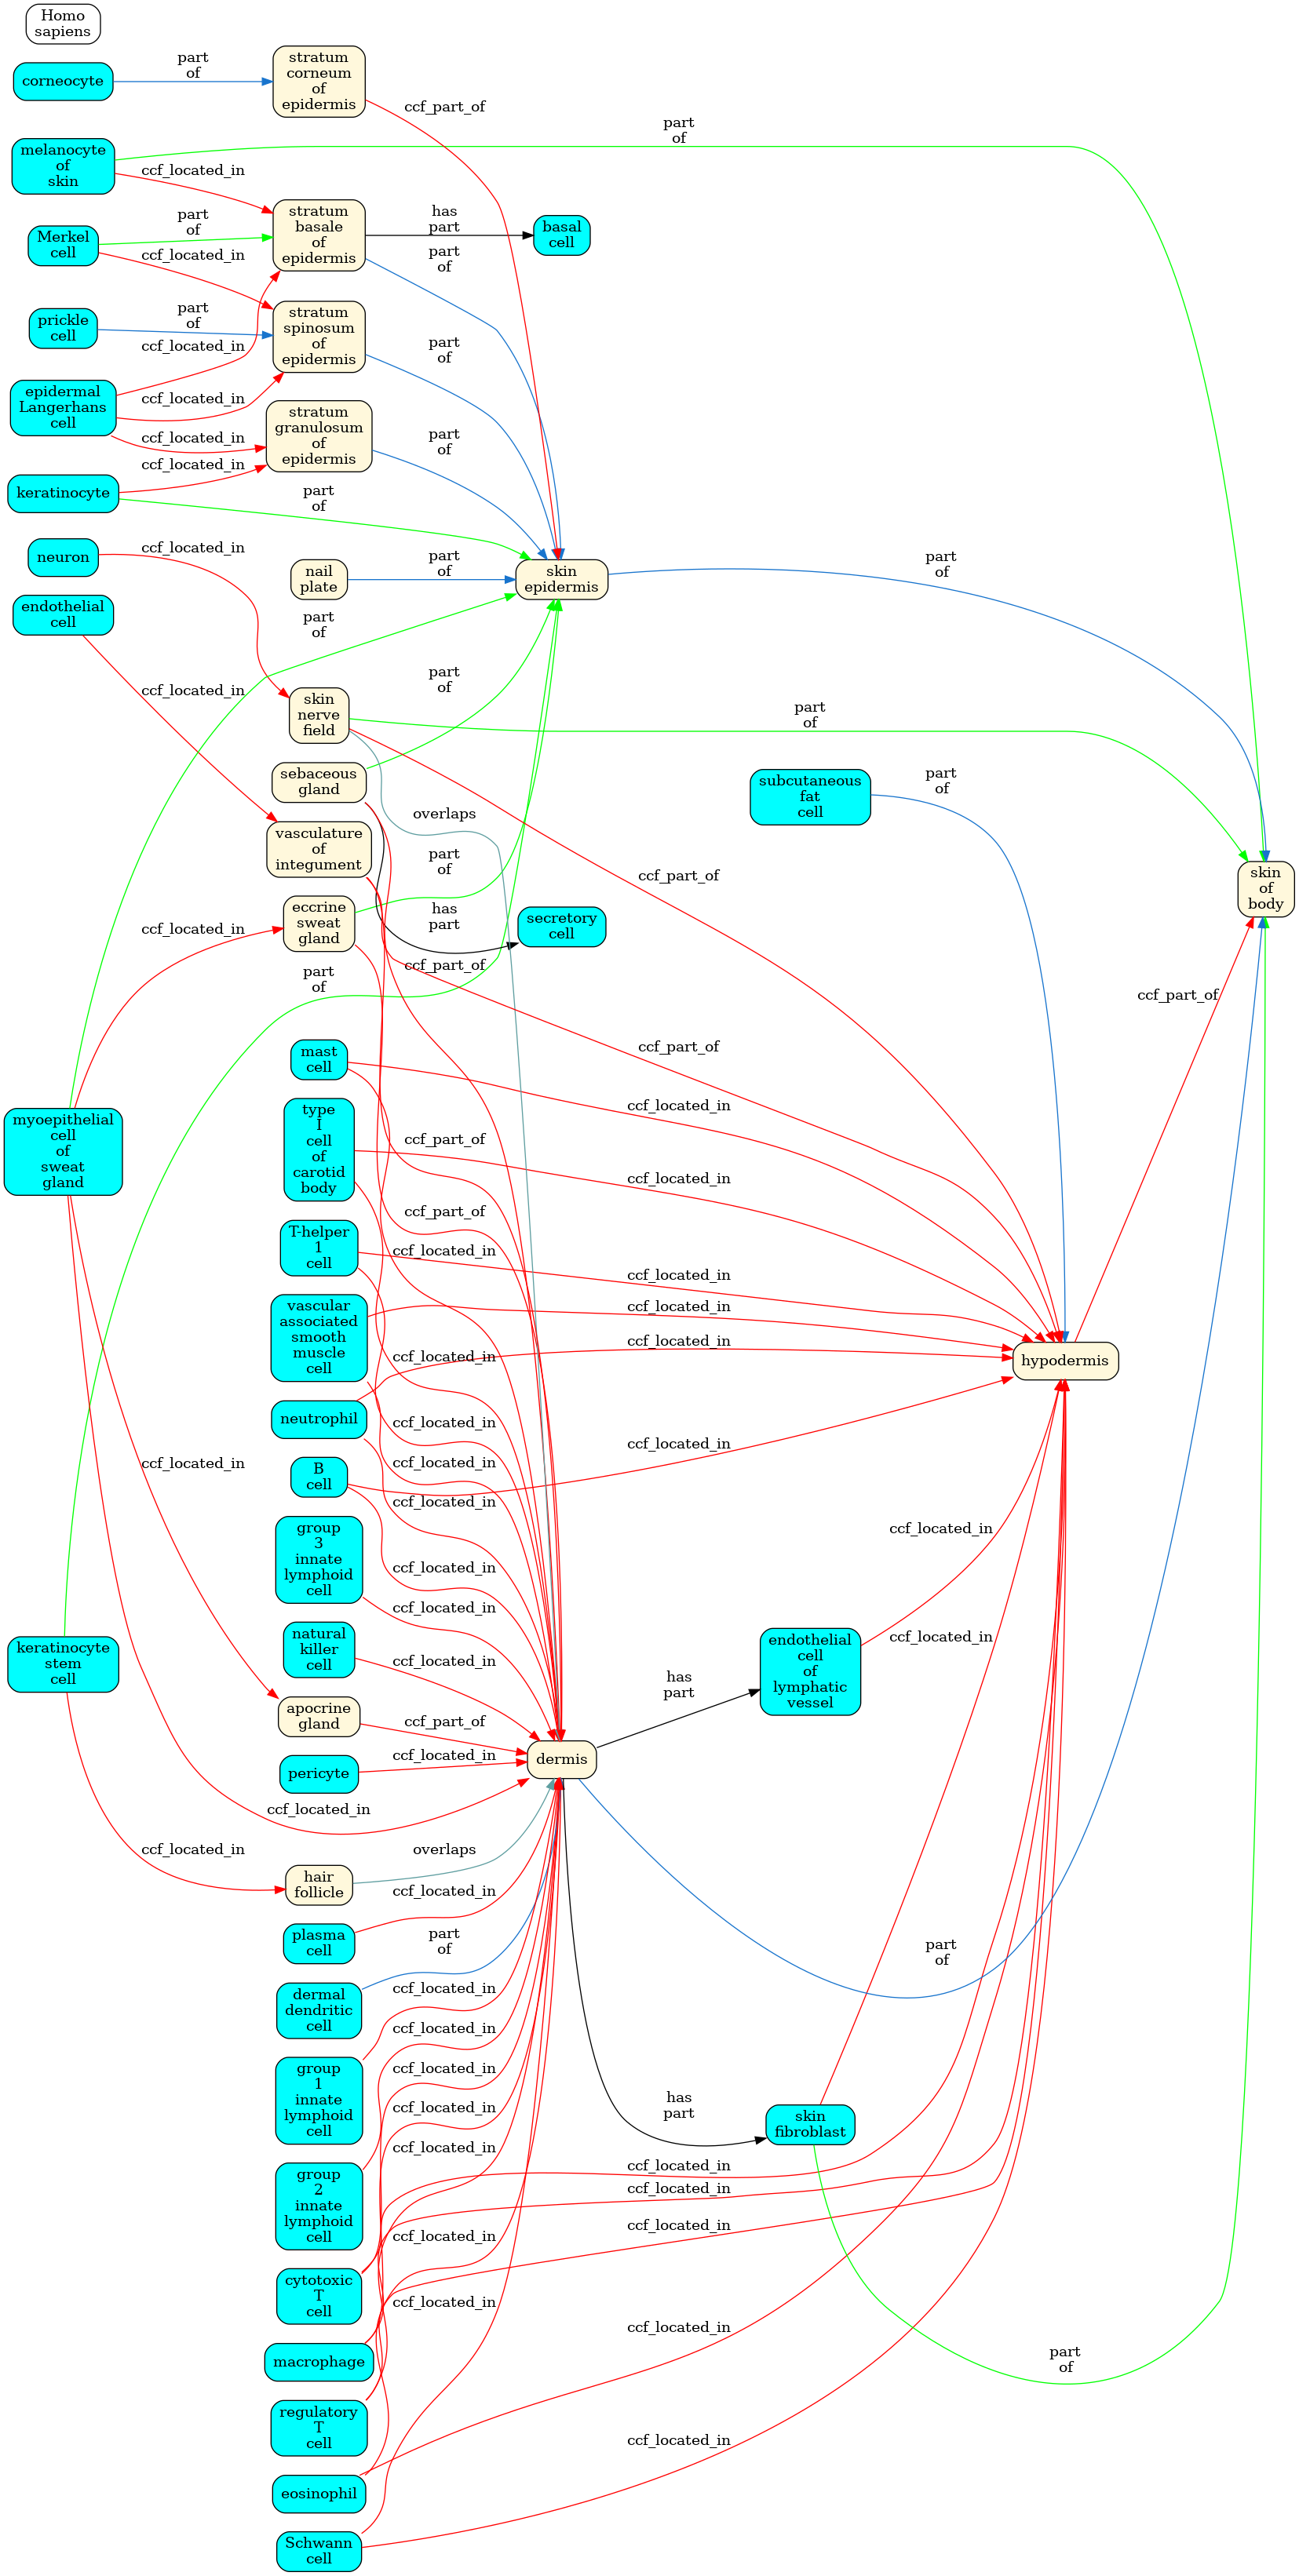 Homo
sapiens
corneocyte
part
of
stratum
corneum
of
epidermis
ccf_part_of
melanocyte
of
skin
part
of
ccf_located_in
Merkel
cell
part
of
ccf_located_in
stratum
basale
of
epidermis
has
part
part
of
basal
cell
prickle
cell
part
of
ccf_located_in
stratum
spinosum
of
epidermis
part
of
epidermal
Langerhans
cell
ccf_located_in
ccf_located_in
stratum
granulosum
of
epidermis
part
of
keratinocyte
ccf_located_in
part
of
neuron
ccf_located_in
nail
plate
part
of
skin
epidermis
part
of
endothelial
cell
ccf_located_in
part
of
skin
nerve
field
part
of
part
of
sebaceous
gland
overlaps
subcutaneous
fat
cell
part
of
vasculature
of
integument
part
of
ccf_part_of
skin
of
body
eccrine
sweat
gland
ccf_located_in
has
part
secretory
cell
part
of
ccf_part_of
ccf_part_of
ccf_part_of
mast
cell
ccf_located_in
myoepithelial
cell
of
sweat
gland
type
I
cell
of
carotid
body
ccf_part_of
ccf_located_in
ccf_part_of
T-helper
1
cell
ccf_located_in
ccf_located_in
vascular
associated
smooth
muscle
cell
ccf_located_in
ccf_located_in
ccf_located_in
hypodermis
neutrophil
ccf_located_in
ccf_located_in
B
cell
ccf_located_in
ccf_located_in
ccf_located_in
group
3
innate
lymphoid
cell
ccf_located_in
ccf_located_in
ccf_located_in
natural
killer
cell
ccf_located_in
keratinocyte
stem
cell
endothelial
cell
of
lymphatic
vessel
ccf_located_in
has
part
apocrine
gland
ccf_part_of
dermis
pericyte
ccf_located_in
ccf_located_in
ccf_located_in
hair
follicle
overlaps
ccf_located_in
plasma
cell
part
of
part
of
dermal
dendritic
cell
ccf_located_in
ccf_located_in
group
1
innate
lymphoid
cell
ccf_located_in
ccf_located_in
has
part
skin
fibroblast
ccf_located_in
group
2
innate
lymphoid
cell
ccf_located_in
ccf_located_in
ccf_located_in
ccf_located_in
cytotoxic
T
cell
ccf_located_in
ccf_located_in
macrophage
part
of
regulatory
T
cell
ccf_located_in
eosinophil
Schwann
cell